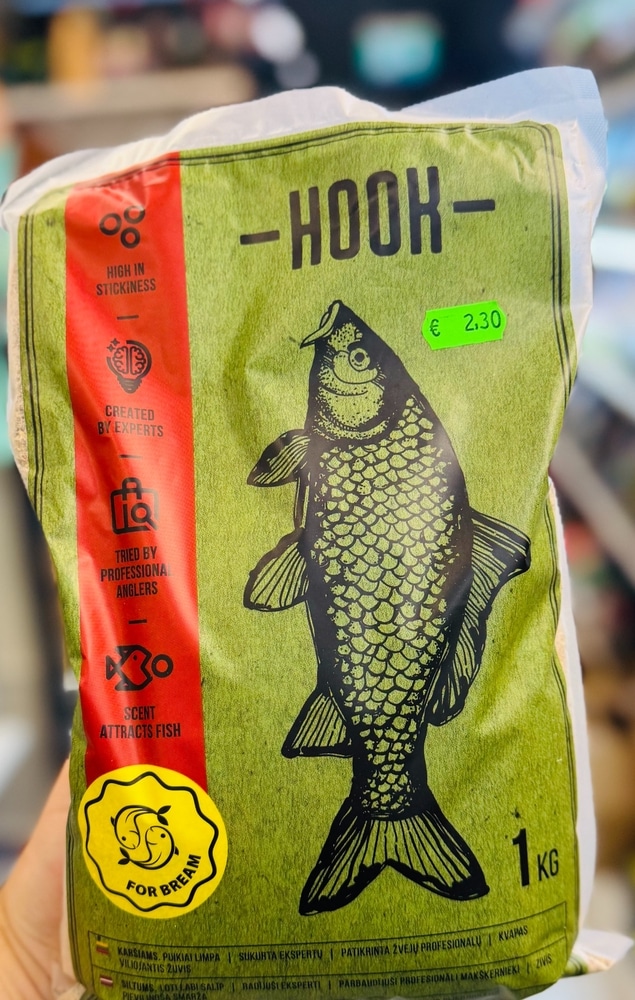 -HOOK-
€ 2,30
HIGH IN
STICKINESS
CREATED
BY EXPERTS
TRIED BY
PROFESSIONAL
ANGLERS
SCENT
ATTRACTS FISH
FOR BREAM
1 KG
KARŠIAMS. PUIKIAI LIMPA | SUKURTA EKSPERTŲ | PATIKRINTA ŽVEJŲ PROFESIONALŲ | KVAPAS
VILIOJANTIS ŽUVIS
BRĪŽIEM